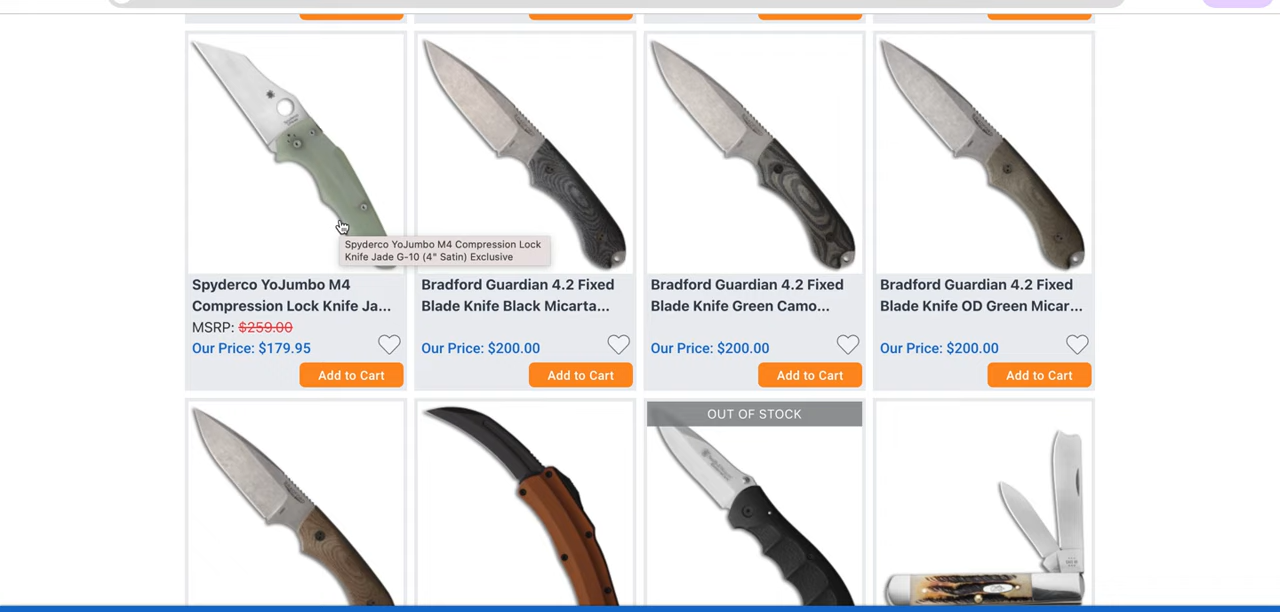 Spyderco YoJumbo M4 Compression Lock
Knife Jade G-10 (4" Satin) Exclusive
Spyderco YoJumbo M4
Compression Lock Knife Ja...
MSRP: $259.00
Our Price: $179.95
Add to Cart
Bradford Guardian 4.2 Fixed
Blade Knife Black Micarta...
Our Price: $200.00
Add to Cart
Bradford Guardian 4.2 Fixed
Blade Knife Green Camo...
Our Price: $200.00
Add to Cart
Bradford Guardian 4.2 Fixed
Blade Knife OD Green Micar...
Our Price: $200.00
Add to Cart
OUT OF STOCK